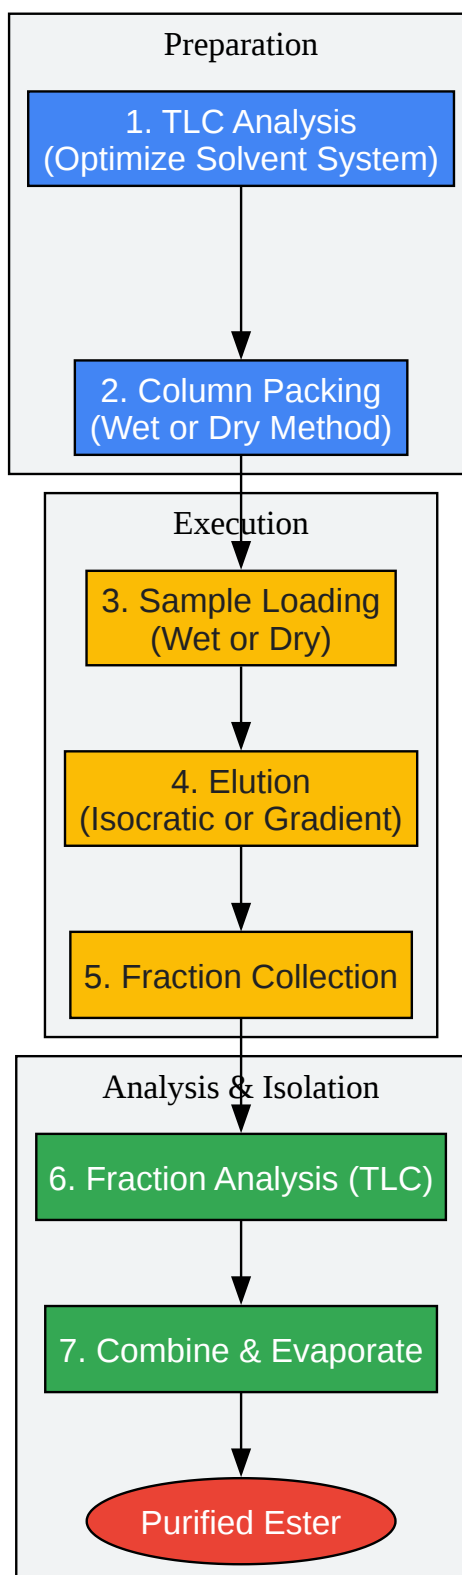 Preparation
1. TLC Analysis
(Optimize Solvent System)
2. Column Packing
(Wet or Dry Method)
Execution
3. Sample Loading
(Wet or Dry)
4. Elution
(Isocratic or Gradient)
5. Fraction Collection
Analysis & Isolation
6. Fraction Analysis (TLC)
7. Combine & Evaporate
Purified Ester